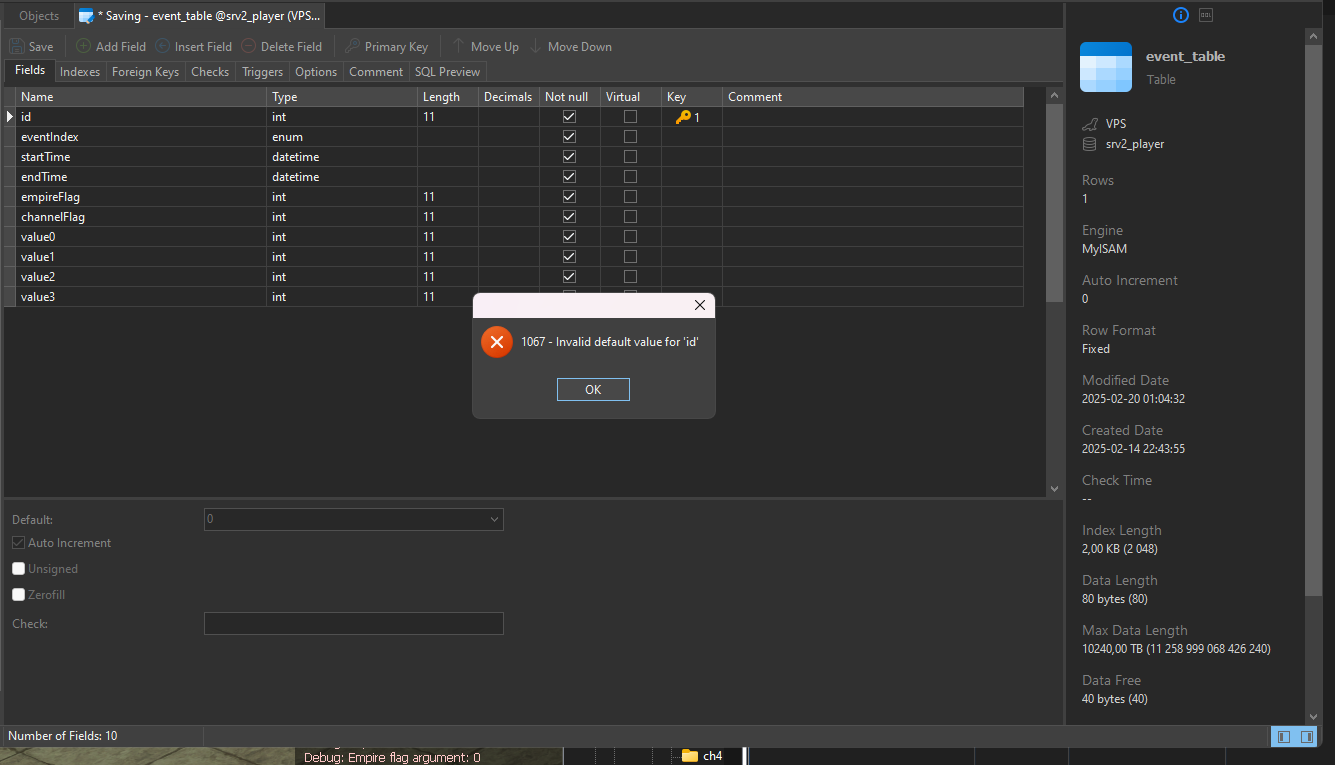 Objects
* Saving - event_table @srv2_player (VPS...
Save
Add Field
Insert Field
Delete Field
Primary Key
Move Up
Move Down
Fields
Indexes
Foreign Keys
Checks
Triggers
Options
Comment
SQL Preview
Name Type Length Decimals Not null Virtual Key Comment
id int 11 1
eventIndex enum
startTime datetime
endTime datetime
empireFlag int 11
channelFlag int 11
value0 int 11
value1 int 11
value2 int 11
value3 int 11
1067 - Invalid default value for 'id'
OK
Default: 0
Auto Increment
Unsigned
Zerofill
Check:
Number of Fields: 10
DDL
event_table
Table
VPS
srv2_player
Rows
1
Engine
MyISAM
Auto Increment
0
Row Format
Fixed
Modified Date
2025-02-20 01:04:32
Created Date
2025-02-14 22:43:55
Check Time
--
Index Length
2,00 KB (2 048)
Data Length
80 bytes (80)
Max Data Length
10240,00 TB (11 258 999 068 426 240)
Data Free
40 bytes (40)
Debug: Empire flag argument: 0
ch4